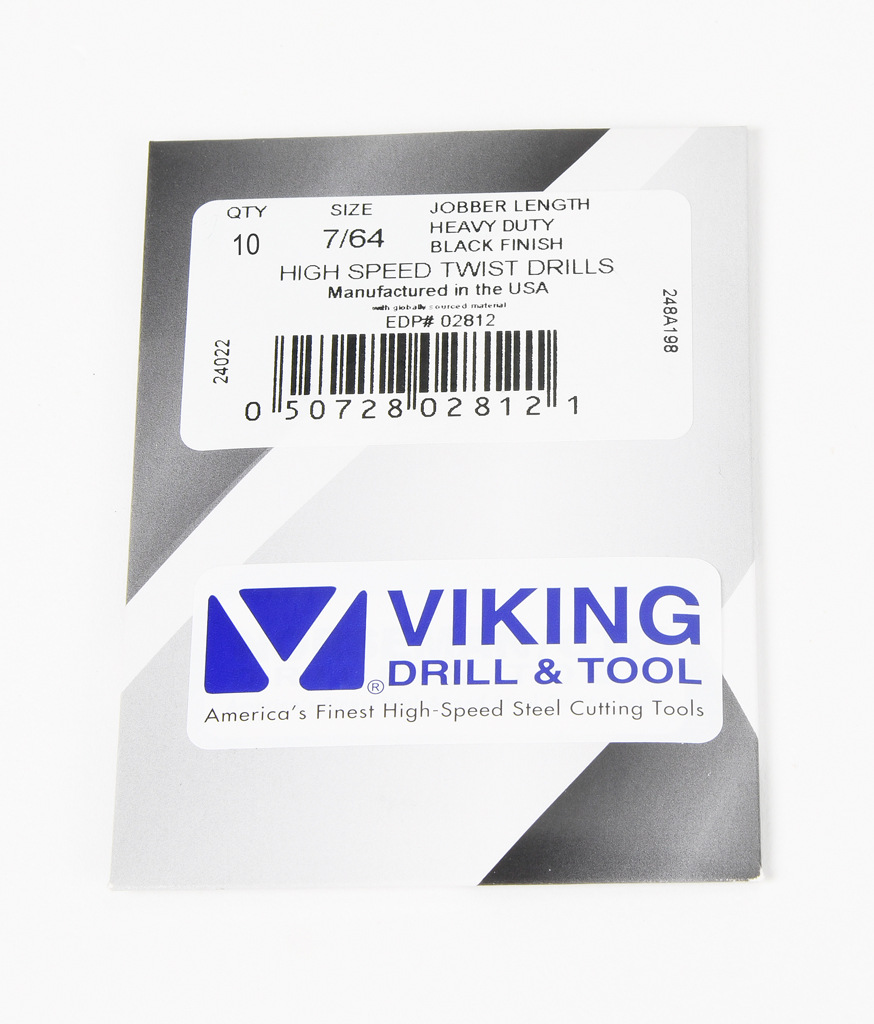 QTY SIZE JOBBER LENGTH
10 7/64 HEAVY DUTY
BLACK FINISH
HIGH SPEED TWIST DRILLS
Manufactured in the USA
with globally sourced material
EDP# 02812
24022
248A198
0 50728 02812 1
VIKING
DRILL & TOOL
®
America's Finest High-Speed Steel Cutting Tools